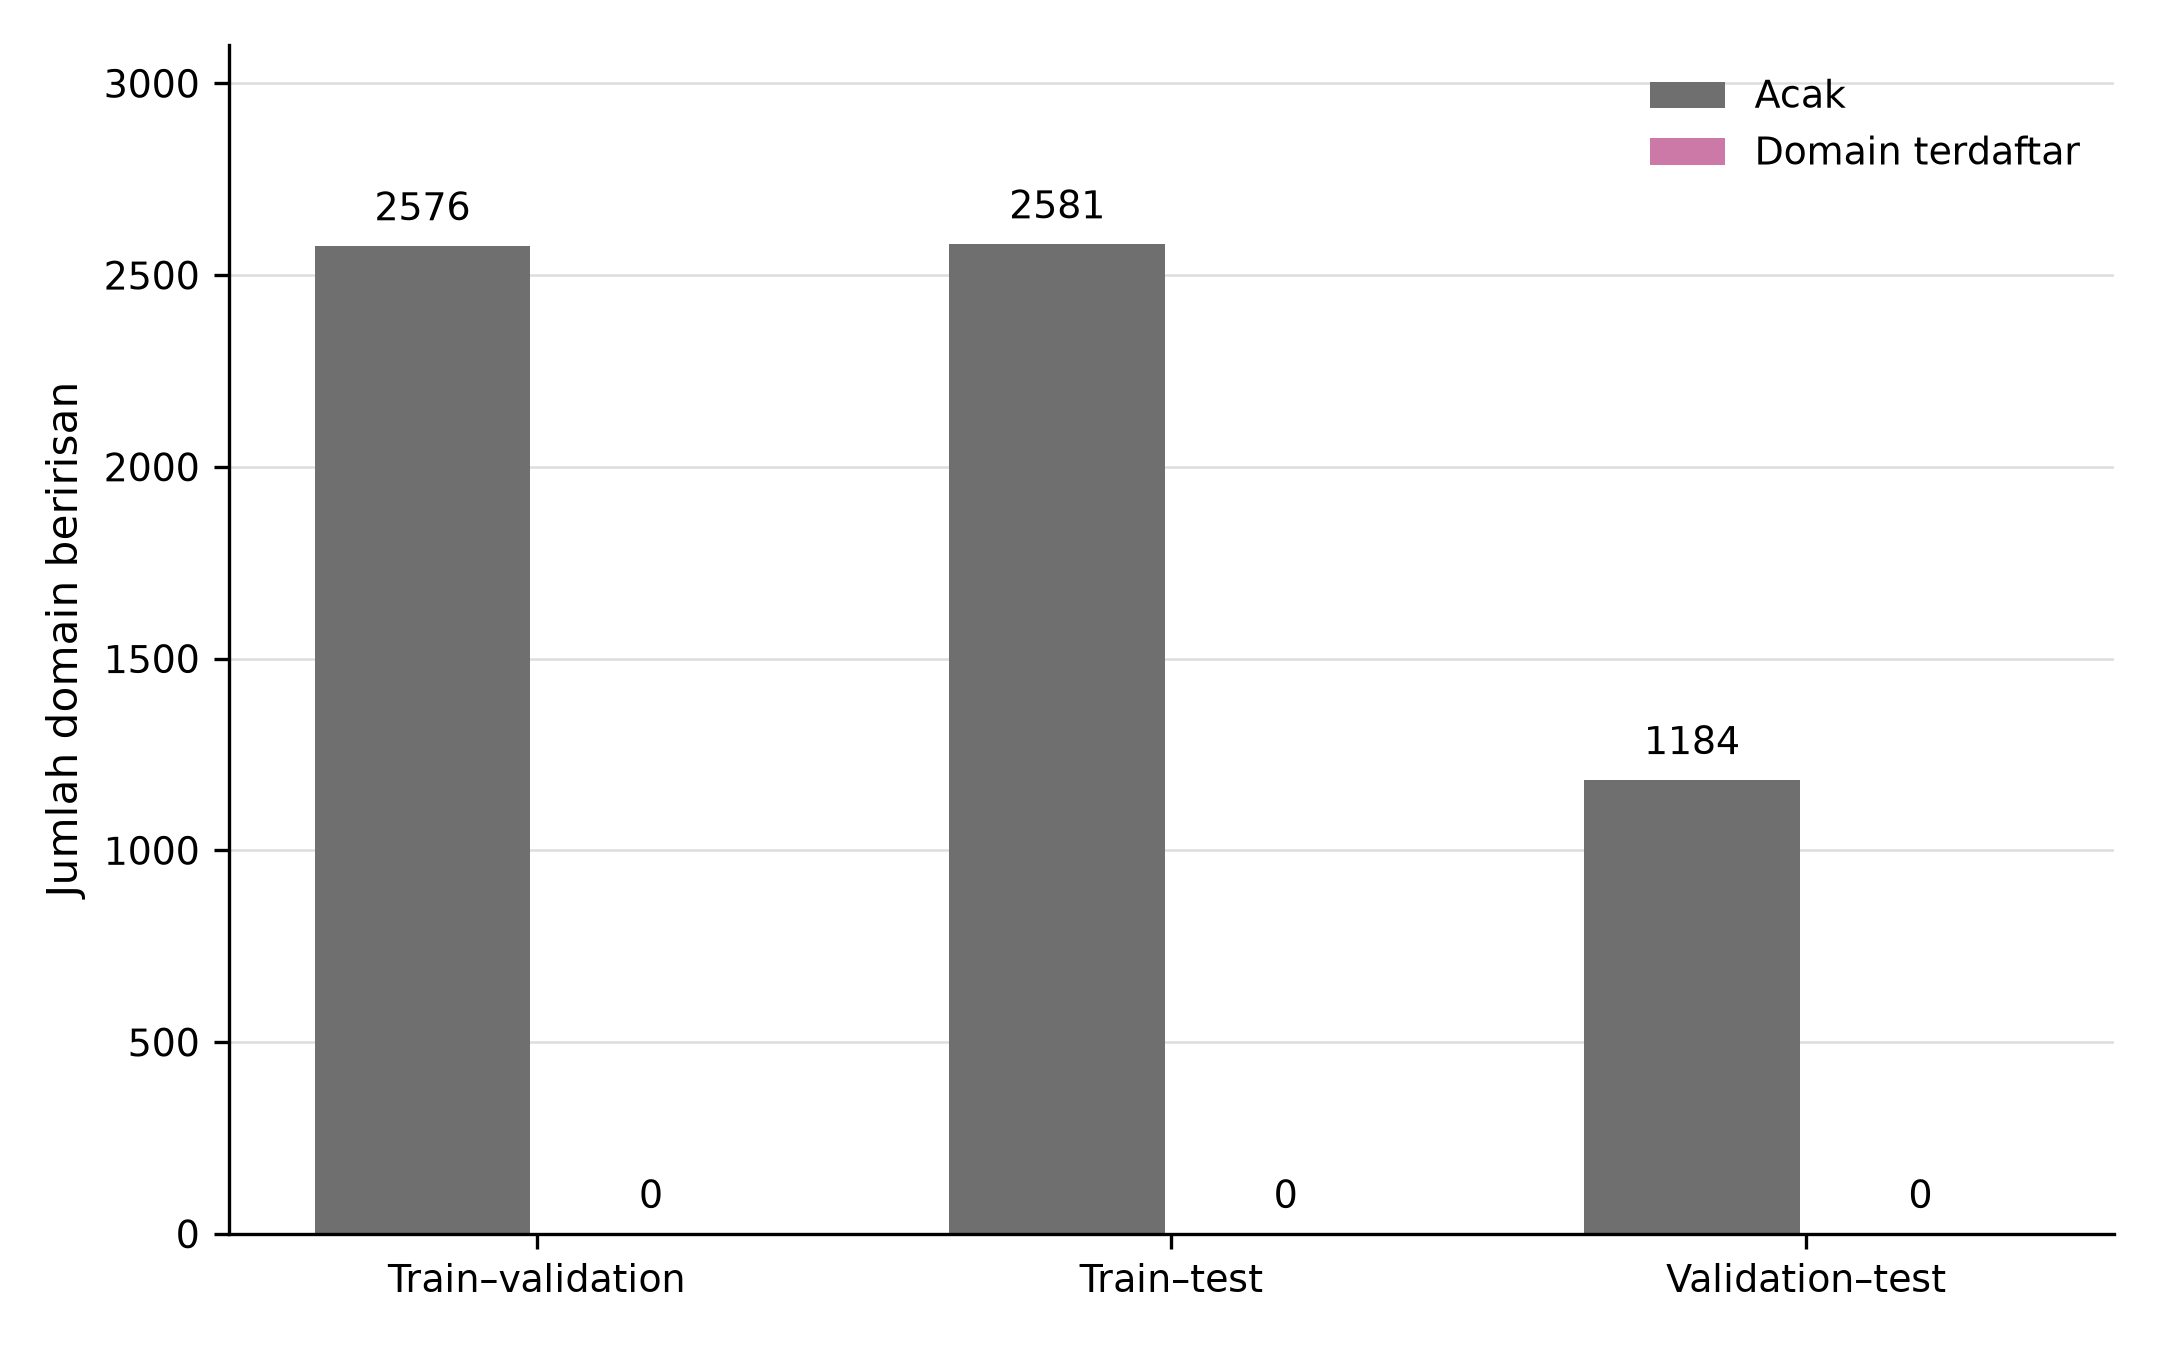 Jumlah domain beririsan
3000
2500
2000
1500
1000
500
0
Acak
Domain terdaftar
2576
0
2581
0
1184
0
Train–validation
Train–test
Validation–test